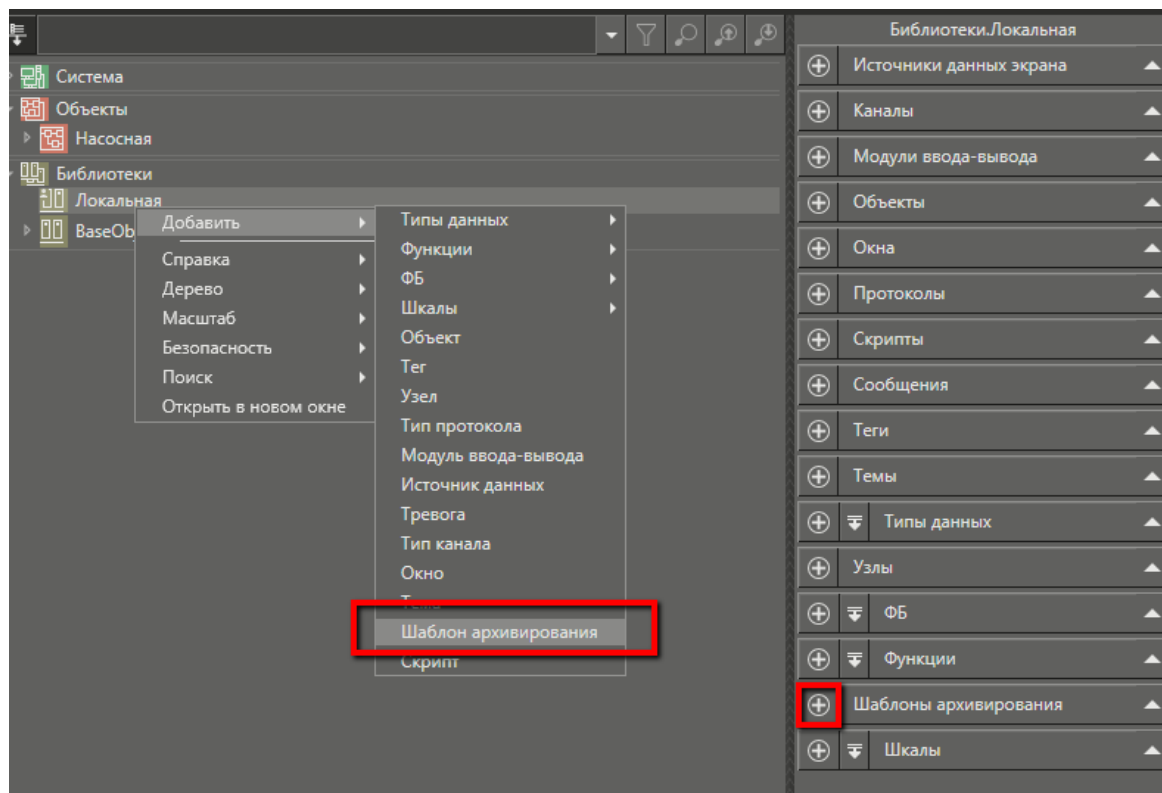 Система
Объекты
Насосная
Библиотеки
Локальная
BaseOb
Добавить
Справка
Дерево
Масштаб
Безопасность
Поиск
Открыть в новом окне
Типы данных
Функции
ФБ
Шкалы
Объект
Тег
Узел
Тип протокола
Модуль ввода-вывода
Источник данных
Тревога
Тип канала
Окно
Тема
Шаблон архивирования
Скрипт
Библиотеки.Локальная
Источники данных экрана
Каналы
Модули ввода-вывода
Объекты
Окна
Протоколы
Скрипты
Сообщения
Теги
Темы
Типы данных
Узлы
ФБ
Функции
Шаблоны архивирования
Шкалы